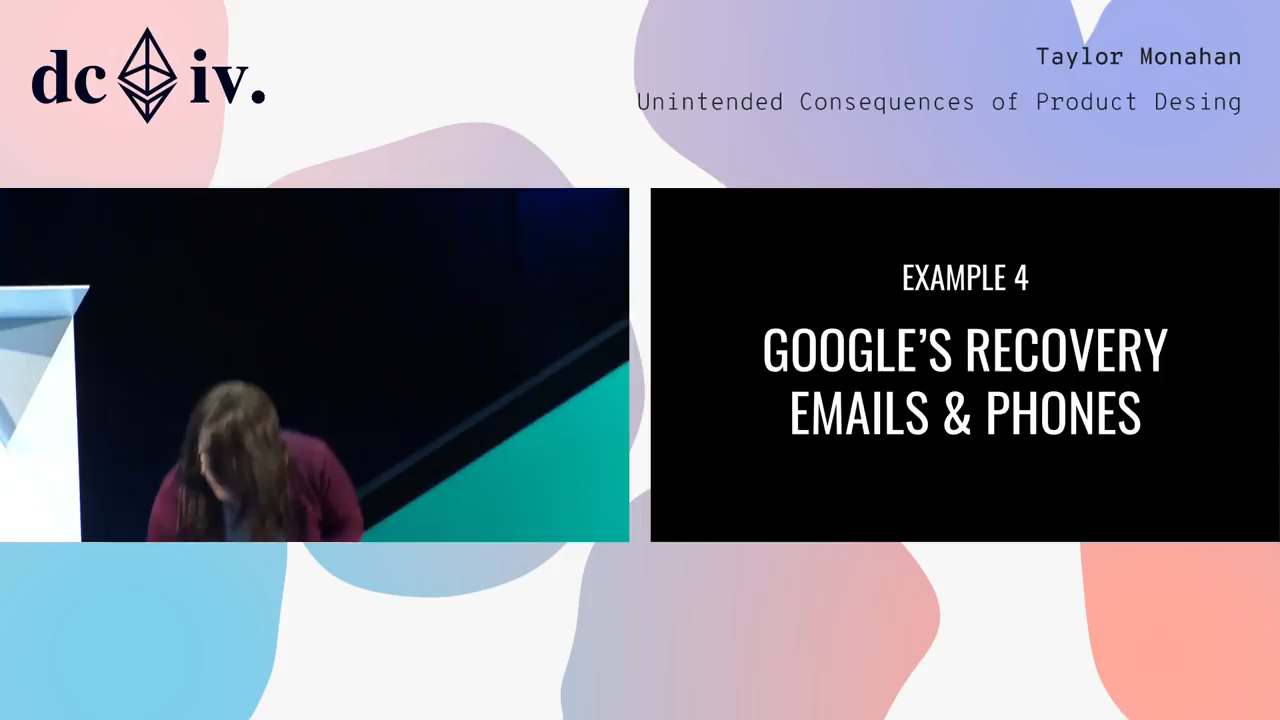 dc iv.
Taylor Monahan
Unintended Consequences of Product Desing
EXAMPLE 4
GOOGLE’S RECOVERY
EMAILS & PHONES